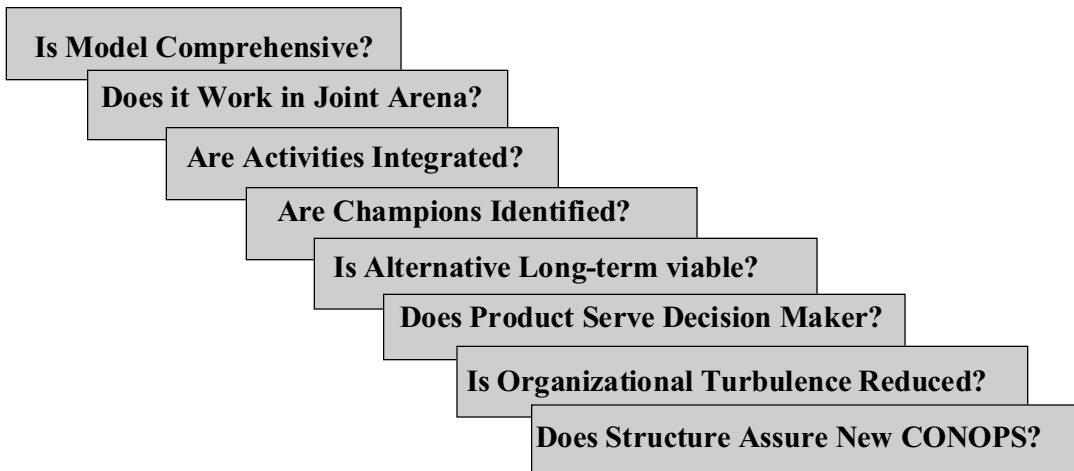 Is Model Comprehensive?
Does it Work in Joint Arena?
Are Activities Integrated?
Are Champions Identified?
Is Alternative Long-term viable?
Does Product Serve Decision Maker?
Is Organizational Turbulence Reduced?
Does Structure Assure New CONOPS?